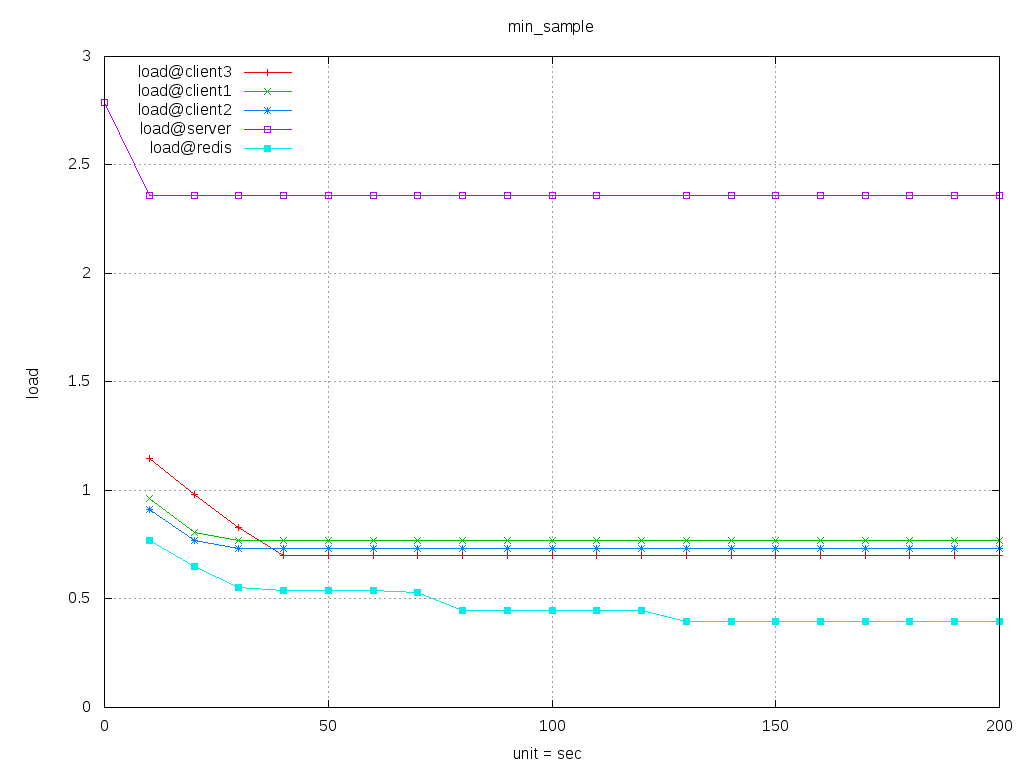 min_sample
load@client3
load@client1
load@client2
load@server
load@redis
3
2.5
2
1.5
1
0.5
0
load
0 50 100 150 200
unit = sec